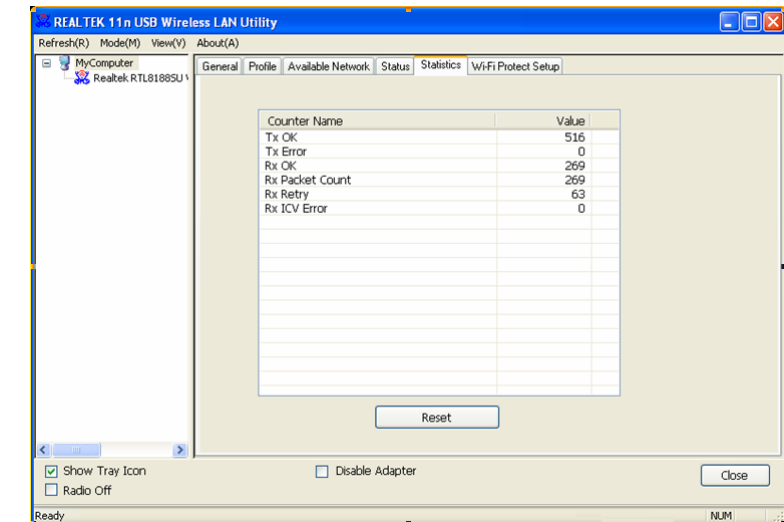 REALTEK 11n USB Wireless LAN Utility
Refresh(R) Mode(M) View(V) About(A)
MyComputer
Realtek RTL8188SU
General Profile Available Network Status Statistics Wi-Fi Protect Setup
Counter Name Value
Tx OK 516
Tx Error 0
Rx OK 269
Rx Packet Count 269
Rx Retry 63
Rx ICV Error 0
Reset
Show Tray Icon Disable Adapter
Radio Off
Close
Ready NUM